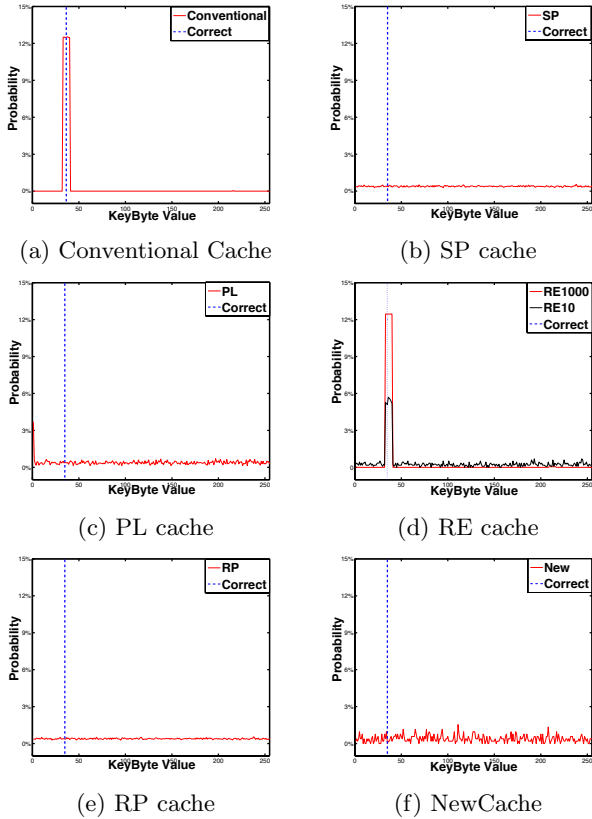 Conventional
Correct
Probability
15%
12%
9%
6%
3%
0%
0 50 100 150 200 250
KeyByte Value
(a) Conventional Cache
SP
Correct
Probability
15%
12%
9%
6%
3%
0%
0 50 100 150 200 250
KeyByte Value
(b) SP cache
PL
Correct
Probability
15%
12%
9%
6%
3%
0%
0 50 100 150 200 250
KeyByte Value
(c) PL cache
RE1000
RE10
Correct
Probability
15%
12%
9%
6%
3%
0%
0 50 100 150 200 250
KeyByte Value
(d) RE cache
RP
Correct
Probability
15%
12%
9%
6%
3%
0%
0 50 100 150 200 250
KeyByte Value
(e) RP cache
New
Correct
Probability
15%
12%
9%
6%
3%
0%
0 50 100 150 200 250
KeyByte Value
(f) NewCache